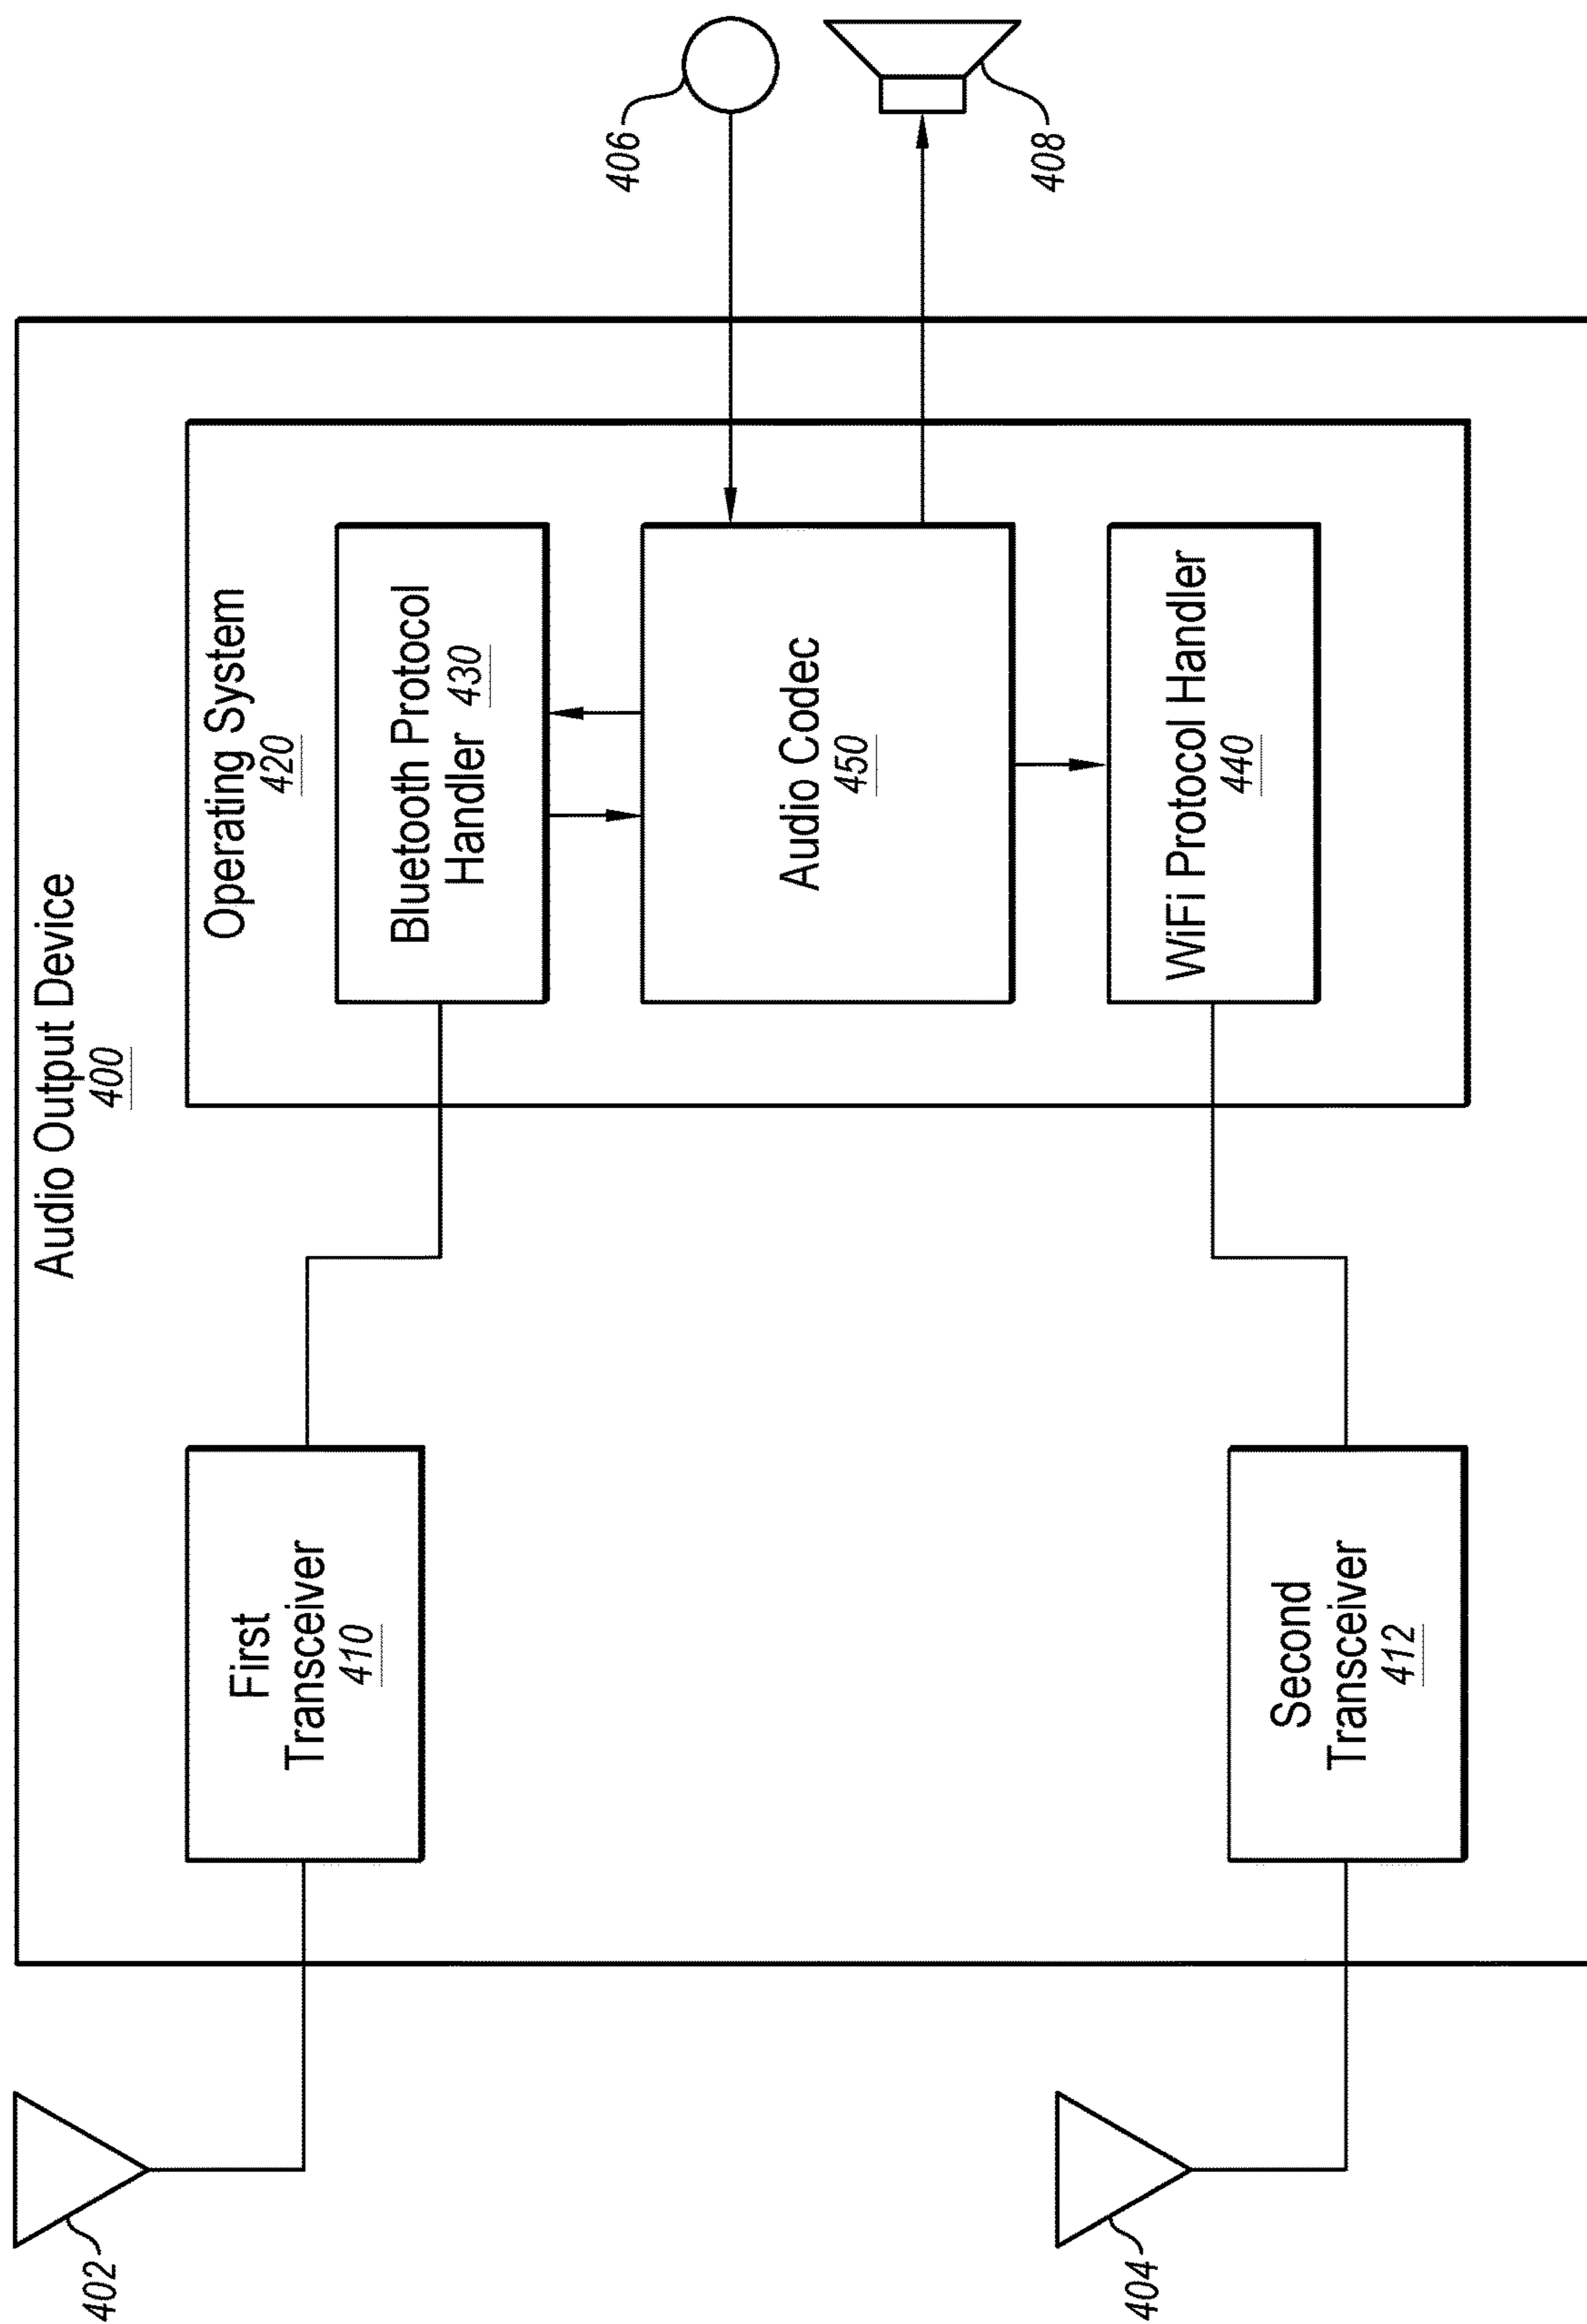 Audio Output Device
400
402
First
Transceiver
410
Operating System
420
Bluetooth Protocol
Handler 430
Audio Codec
450
WiFi Protocol Handler
440
406
408
404
Second
Transceiver
412